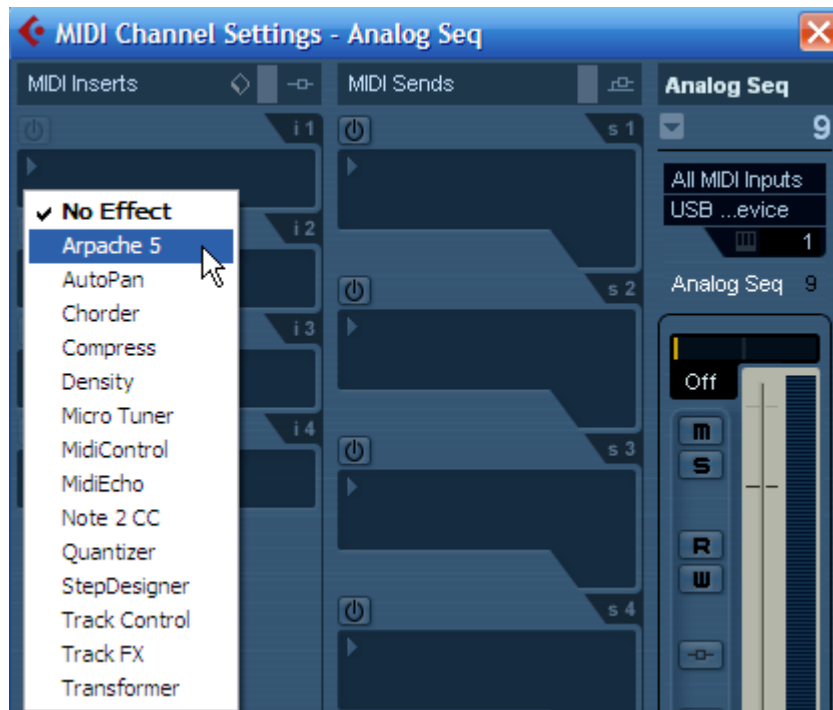 MIDI Channel Settings - Analog Seq
MIDI Inserts
i 1
No Effect
Arpache 5
AutoPan
Chorder
Compress
Density
Micro Tuner
MidiControl
MidiEcho
Note 2 CC
Quantizer
StepDesigner
Track Control
Track FX
Transformer
i 2
i 3
i 4
MIDI Sends
s 1
s 2
s 3
s 4
Analog Seq
9
All MIDI Inputs
USB ...evice
1
Analog Seq 9
Off
m
S
R
W